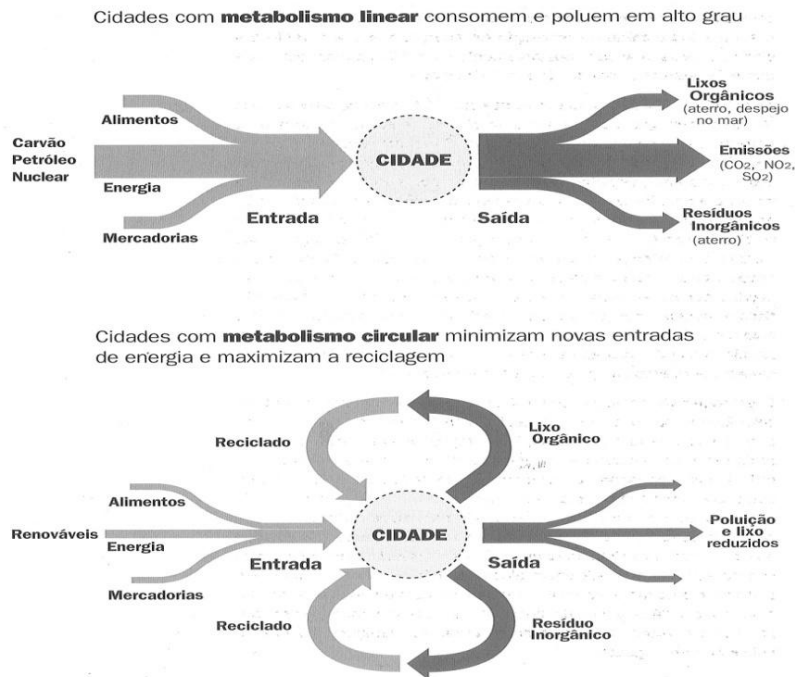 Cidades com metabolismo linear consomem e poluem em alto grau
Alimentos
Carvão
Petróleo
Nuclear
Energia
Mercadorias
Entrada
CIDADE
Saída
Lixos
Orgânicos
(aterro, despejo
no mar)
Emissões
(CO2, NO2,
SO2)
Resíduos
Inorgânicos
(aterro)
Cidades com metabolismo circular minimizam novas entradas
de energia e maximizam a reciclagem
Reciclado
Lixo
Orgânico
Alimentos
Renováveis
Energia
Mercadorias
Entrada
CIDADE
Saída
Poluição
e lixo
reduzidos
Reciclado
Resíduo
Inorgânico